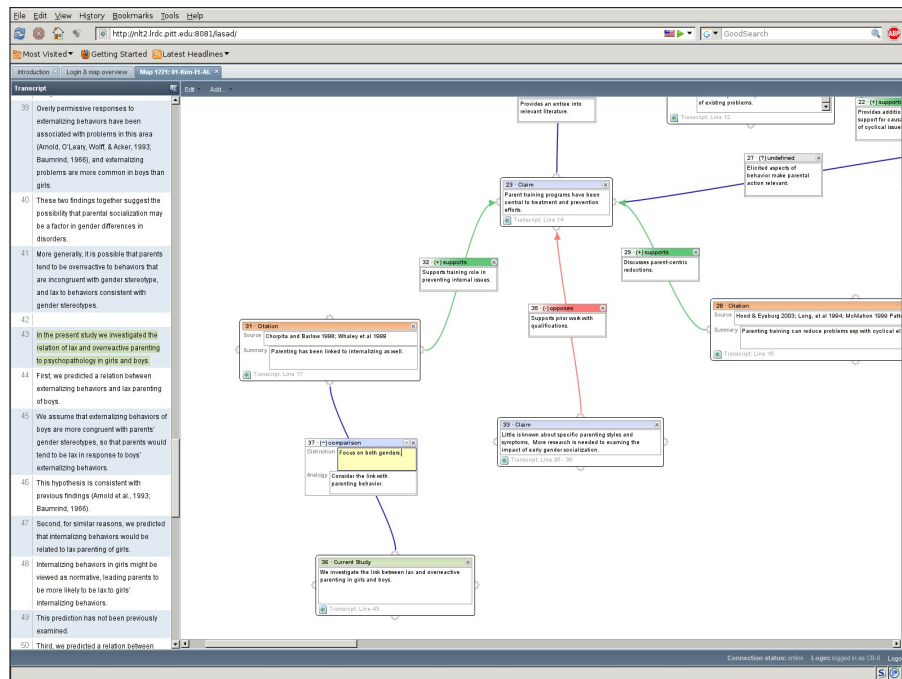 File Edit View History Bookmarks Tools Help
http://nlt2.lrdc.pitt.edu:8081/lasad/
GoodSearch
ABP
Most Visited Getting Started Latest Headlines
Introduction Login & map overview Map 1221: 01-Kim-Et-AL
Transcript
Edit Add...
39 Overly permissive responses to
externalizing behaviors have been
associated with problems in this area
(Arnold, O'Leary, Wolff, & Acker, 1993;
Baumrind, 1966), and externalizing
problems are more common in boys than
girls.
40 These two findings together suggest the
possibility that parental socialization may
be a factor in gender differences in
disorders.
41 More generally, it is possible that parents
tend to be overreactive to behaviors that
are incongruent with gender stereotype,
and lax to behaviors consistent with
gender stereotypes.
42
43 In the present study we investigated the
relation of lax and overreactive parenting
to psychopathology in girls and boys.
44 First, we predicted a relation between
externalizing behaviors and lax parenting
of boys.
45 We assume that externalizing behaviors of
boys are more congruent with parents'
gender stereotypes, so that parents would
tend to be lax in response to boys'
externalizing behaviors.
46 This hypothesis is consistent with
previous findings (Arnold et al., 1993;
Baumrind, 1966).
47 Second, for similar reasons, we predicted
that internalizing behaviors would be
related to lax parenting of girls.
48 Internalizing behaviors in girls might be
viewed as normative, leading parents to
be more likely to be lax to girls'
internalizing behaviors.
49 This prediction has not been previously
examined.
50 Third, we predicted a relation between
Provides an entree into
relevant literature.
of existing problems.
Transcript: Line 12
22 · (+) supports
Provides additio
support for causa
of cyclical issue
27 · (?) undefined
Elicited aspects of
behavior make parental
action relevant.
23 · Claim
Parent training programs have been
central to treatment and prevention
efforts.
Transcript: Line 14
32 · (+) supports
Supports training role in
preventing internal issues.
29 · (+) supports
Discusses parent-centric
reductions.
35 · (-) opposes
Supports prior work with
qualifications.
31 · Citation
Source Chorpita and Barlow 1998; Whaley et al 1999
Summary Parenting has been linked to internalizing as well.
Transcript: Line 17
28 · Citation
Source Hood & Eyeburg 2003; Long, et al 1994; McMahon 1999 Patt
Summary Parenting training can reduce problems esp with cyclical el
Transcript: Line 16
33 · Claim
Little is known about specific parenting styles and
symptoms, More research is needed to examining the
impact of early gender socialization.
Transcript: Line 35 - 36
37 · (~) comparison
Distinction Focus on both genders.
Analogy Consider the link with
parenting behavior.
36 · Current Study
We investigate the link between lax and overreactive
parenting in girls and boys.
Transcript: Line 43
Connection status: online Login: logged in as CB-0 Logo